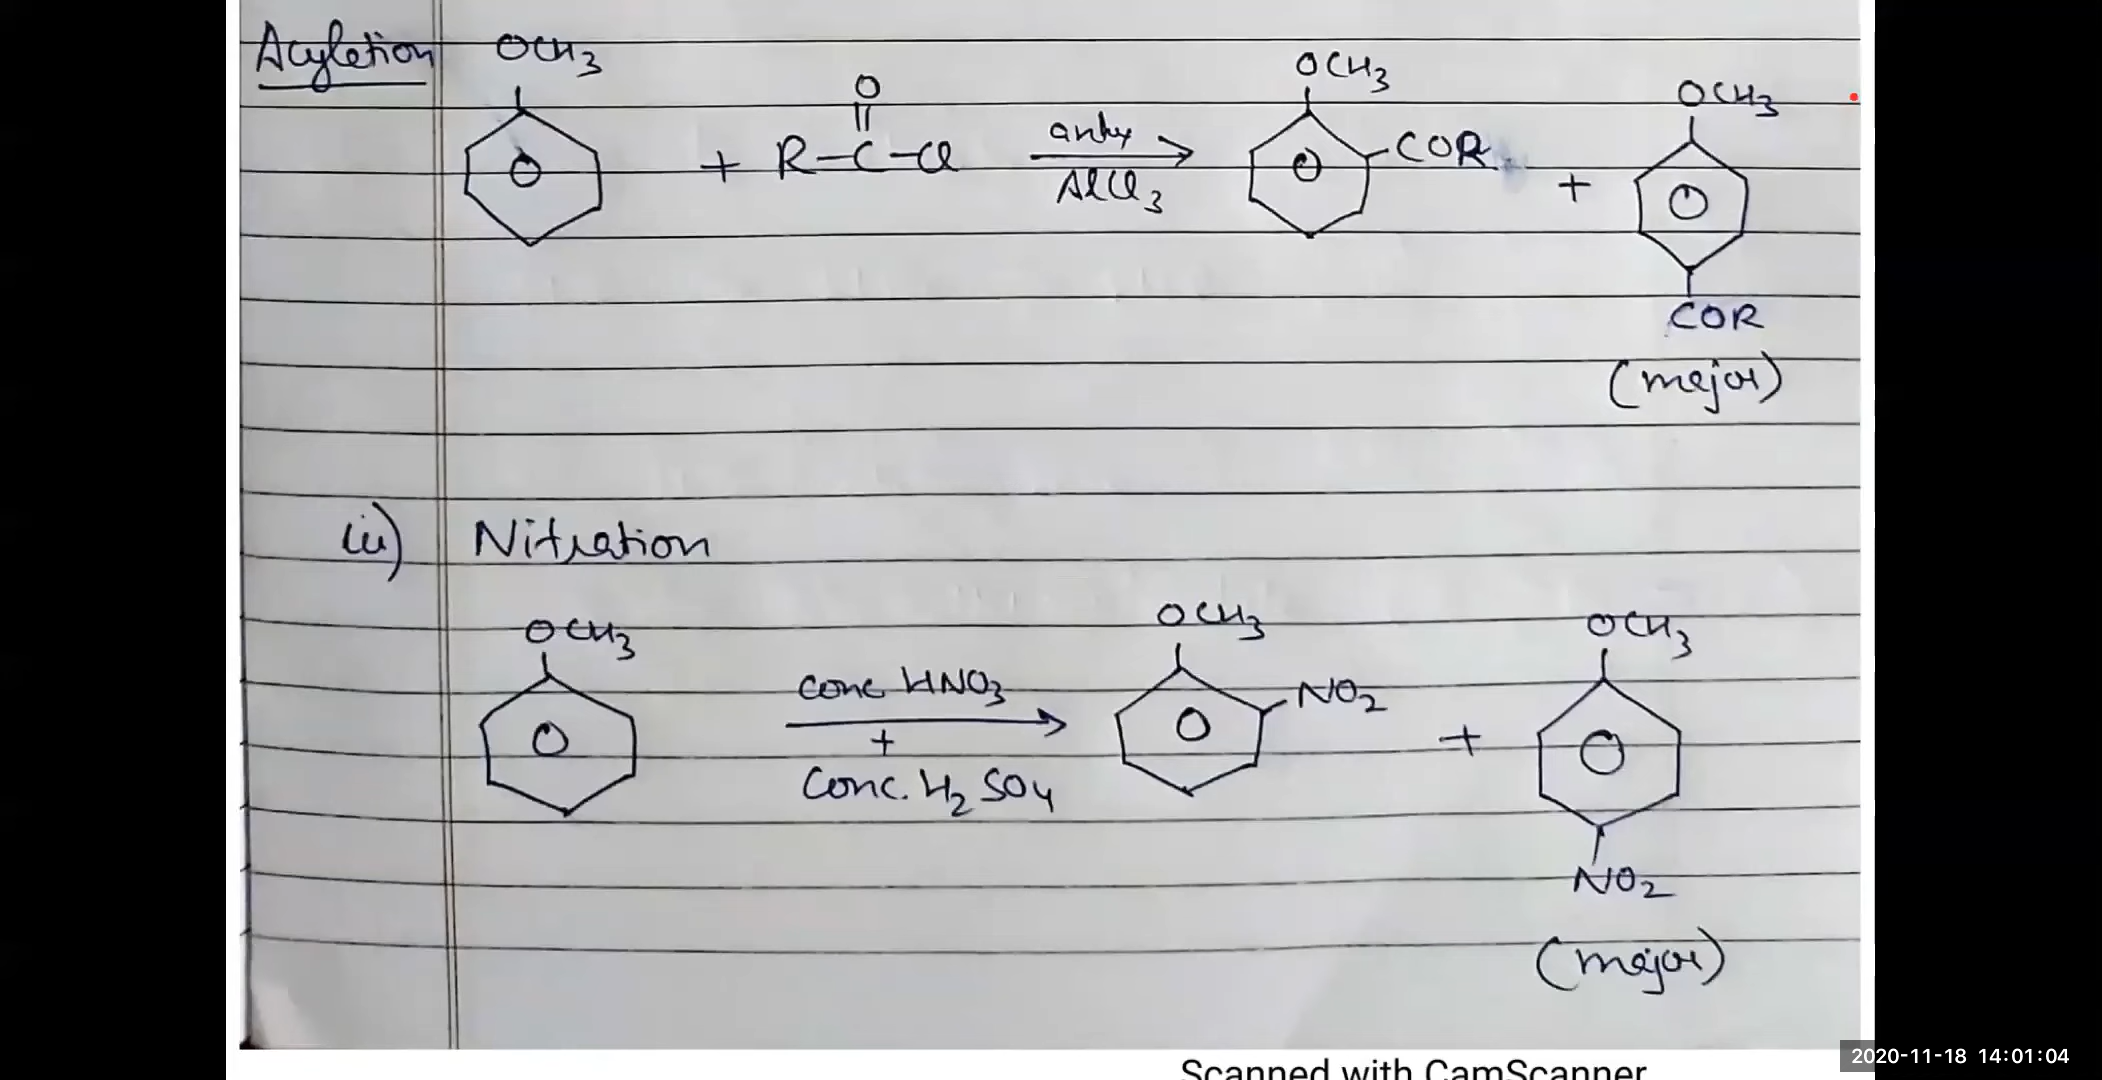 Acyletion
OCH3
O
R-C-Cl
+
anhy
AlCl3
OCH3
COR
+
OCH3
COR
(major)
(ii) Nitration
OCH3
conc HNO3
+
Conc. H2SO4
OCH3
NO2
+
OCH3
NO2
(major)
Scanned with CamScanner
2020-11-18 14:01:04